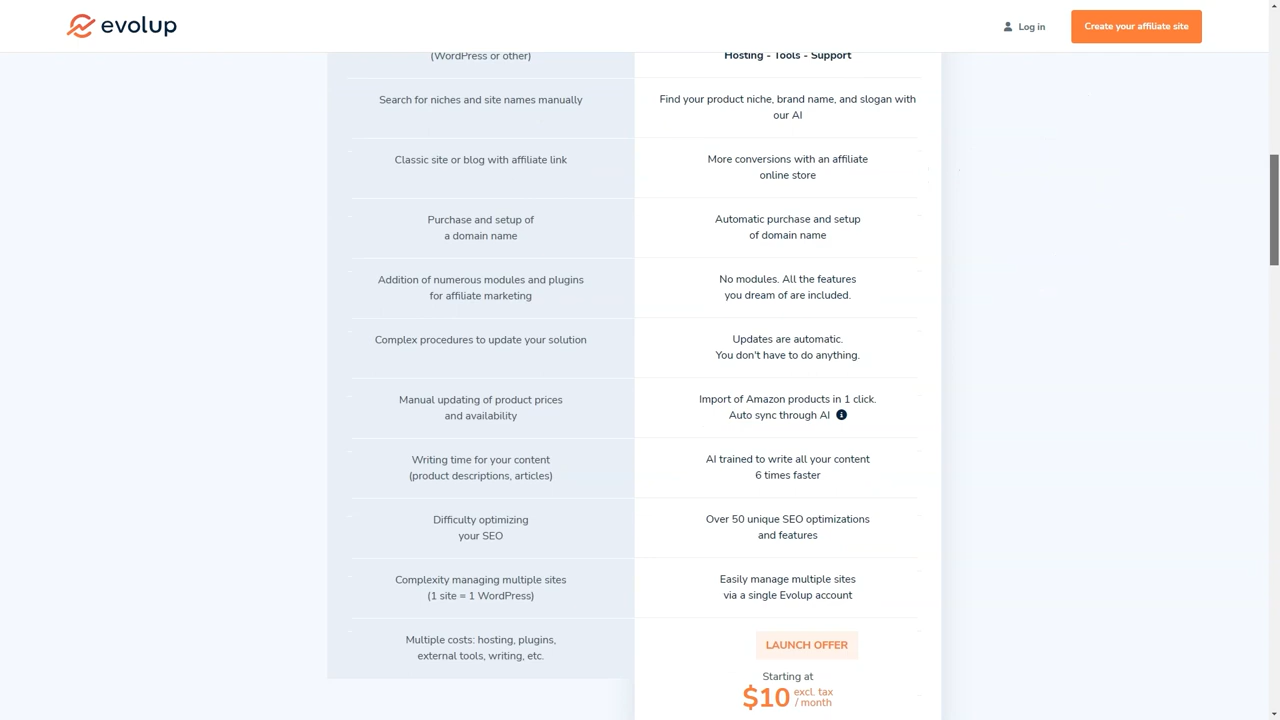 evolup
Log in
Create your affiliate site
(WordPress or other)
Hosting - Tools - Support
Search for niches and site names manually
Find your product niche, brand name, and slogan with
our AI
Classic site or blog with affiliate link
More conversions with an affiliate
online store
Purchase and setup of
a domain name
Automatic purchase and setup
of domain name
Addition of numerous modules and plugins
for affiliate marketing
No modules. All the features
you dream of are included.
Complex procedures to update your solution
Updates are automatic.
You don't have to do anything.
Manual updating of product prices
and availability
Import of Amazon products in 1 click.
Auto sync through AI
Writing time for your content
(product descriptions, articles)
AI trained to write all your content
6 times faster
Difficulty optimizing
your SEO
Over 50 unique SEO optimizations
and features
Complexity managing multiple sites
(1 site = 1 WordPress)
Easily manage multiple sites
via a single Evolup account
Multiple costs: hosting, plugins,
external tools, writing, etc.
LAUNCH OFFER
Starting at
$10 excl. tax
/ month